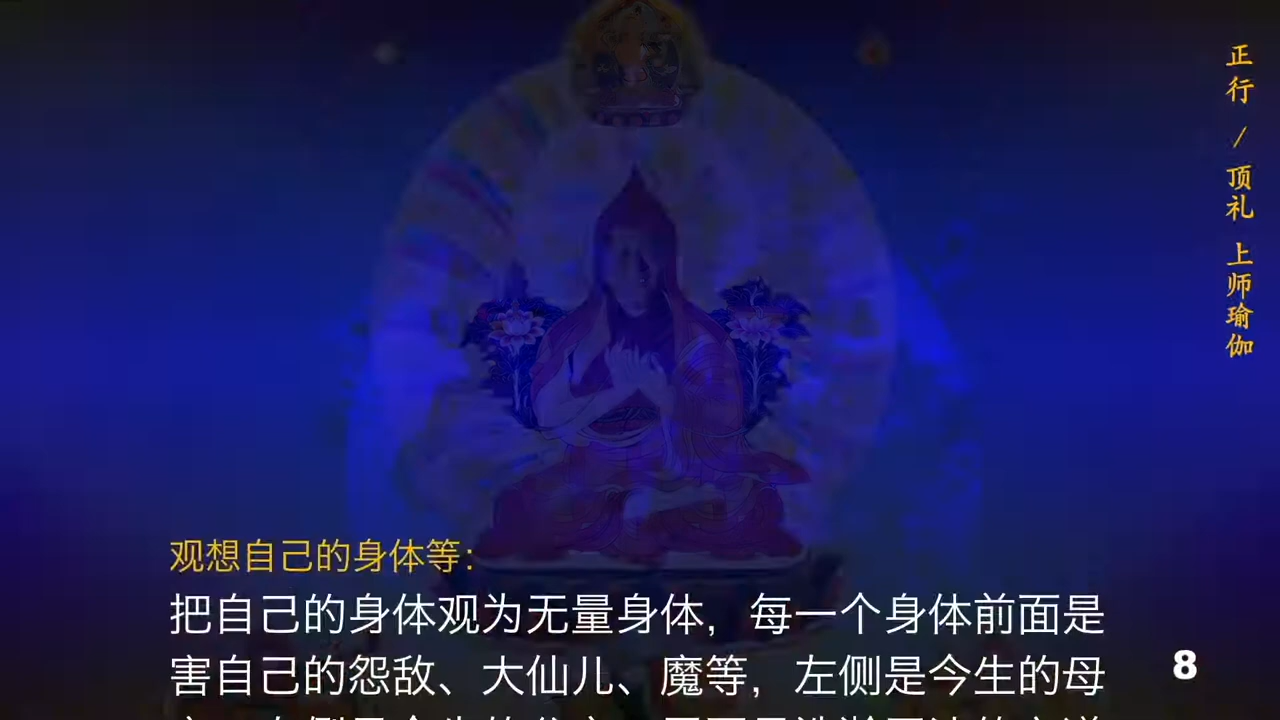 正行 / 顶礼 上师瑜伽
观想自己的身体等：
把自己的身体观为无量身体，每一个身体前面是
害自己的怨敌、大仙儿、魔等，左侧是今生的母
8